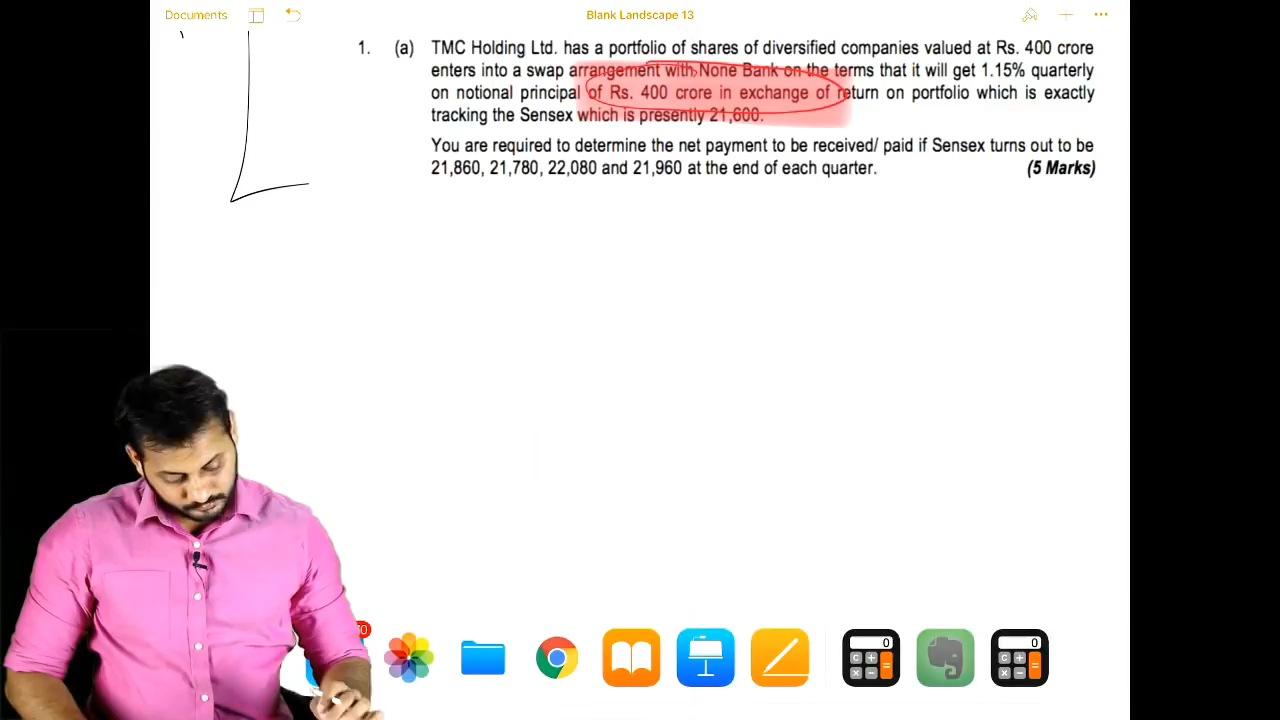 Documents
Blank Landscape 13
1. (a) TMC Holding Ltd. has a portfolio of shares of diversified companies valued at Rs. 400 crore
enters into a swap arrangement with None Bank on the terms that it will get 1.15% quarterly
on notional principal of Rs. 400 crore in exchange of return on portfolio which is exactly
tracking the Sensex which is presently 21,600.
You are required to determine the net payment to be received/ paid if Sensex turns out to be
21,860, 21,780, 22,080 and 21,960 at the end of each quarter. (5 Marks)
0
C + × − =
0
C + × − =